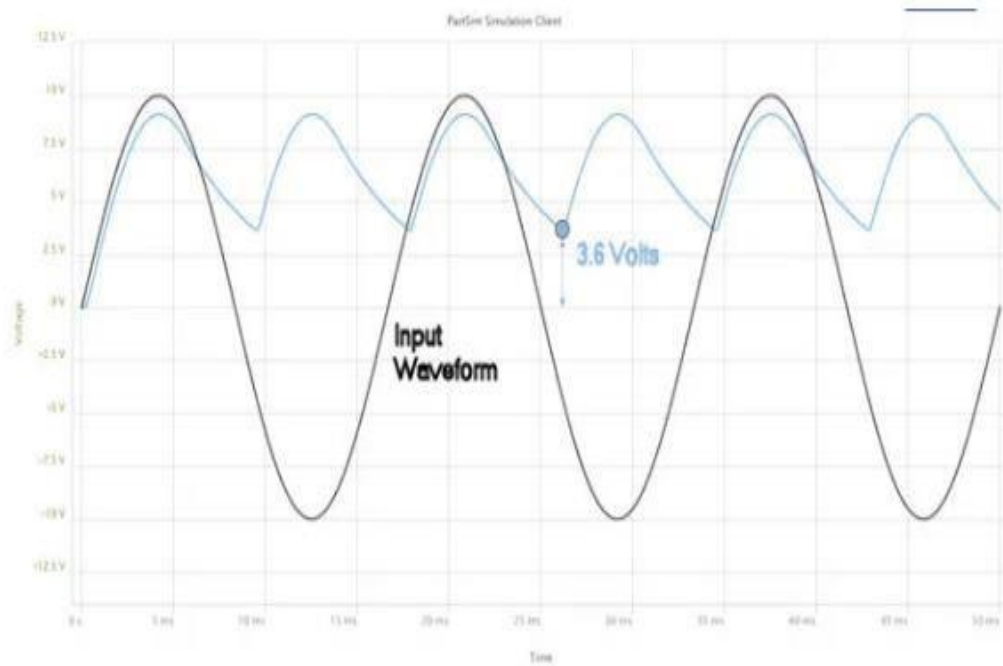 PartSim Simulation Client
12.5 V
10 V
7.5 V
5 V
2.5 V
0 V
-2.5 V
-5 V
-7.5 V
-10 V
-12.5 V
Voltage
3.6 Volts
Input
Waveform
0 s
5 ms
10 ms
15 ms
20 ms
25 ms
30 ms
35 ms
40 ms
45 ms
50 ms
Time